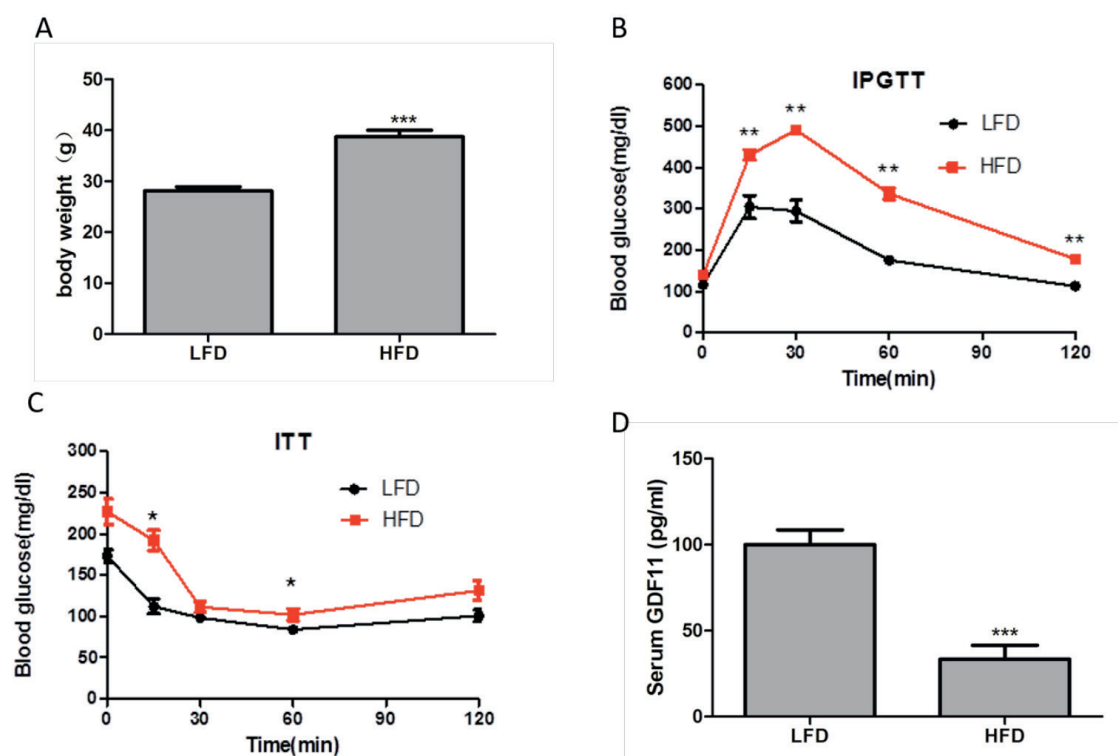 A
body weight (g)
50
40
30
20
10
0
***
LFD
HFD
B
IPGTT
Blood glucose(mg/dl)
600
500
400
300
200
100
0
**
**
**
**
LFD
HFD
0
30
60
90
120
Time(min)
C
ITT
Blood glucose(mg/dl)
300
250
200
150
100
50
0
*
*
LFD
HFD
0
30
60
90
120
Time(min)
D
Serum GDF11 (pg/ml)
150
100
50
0
***
LFD
HFD